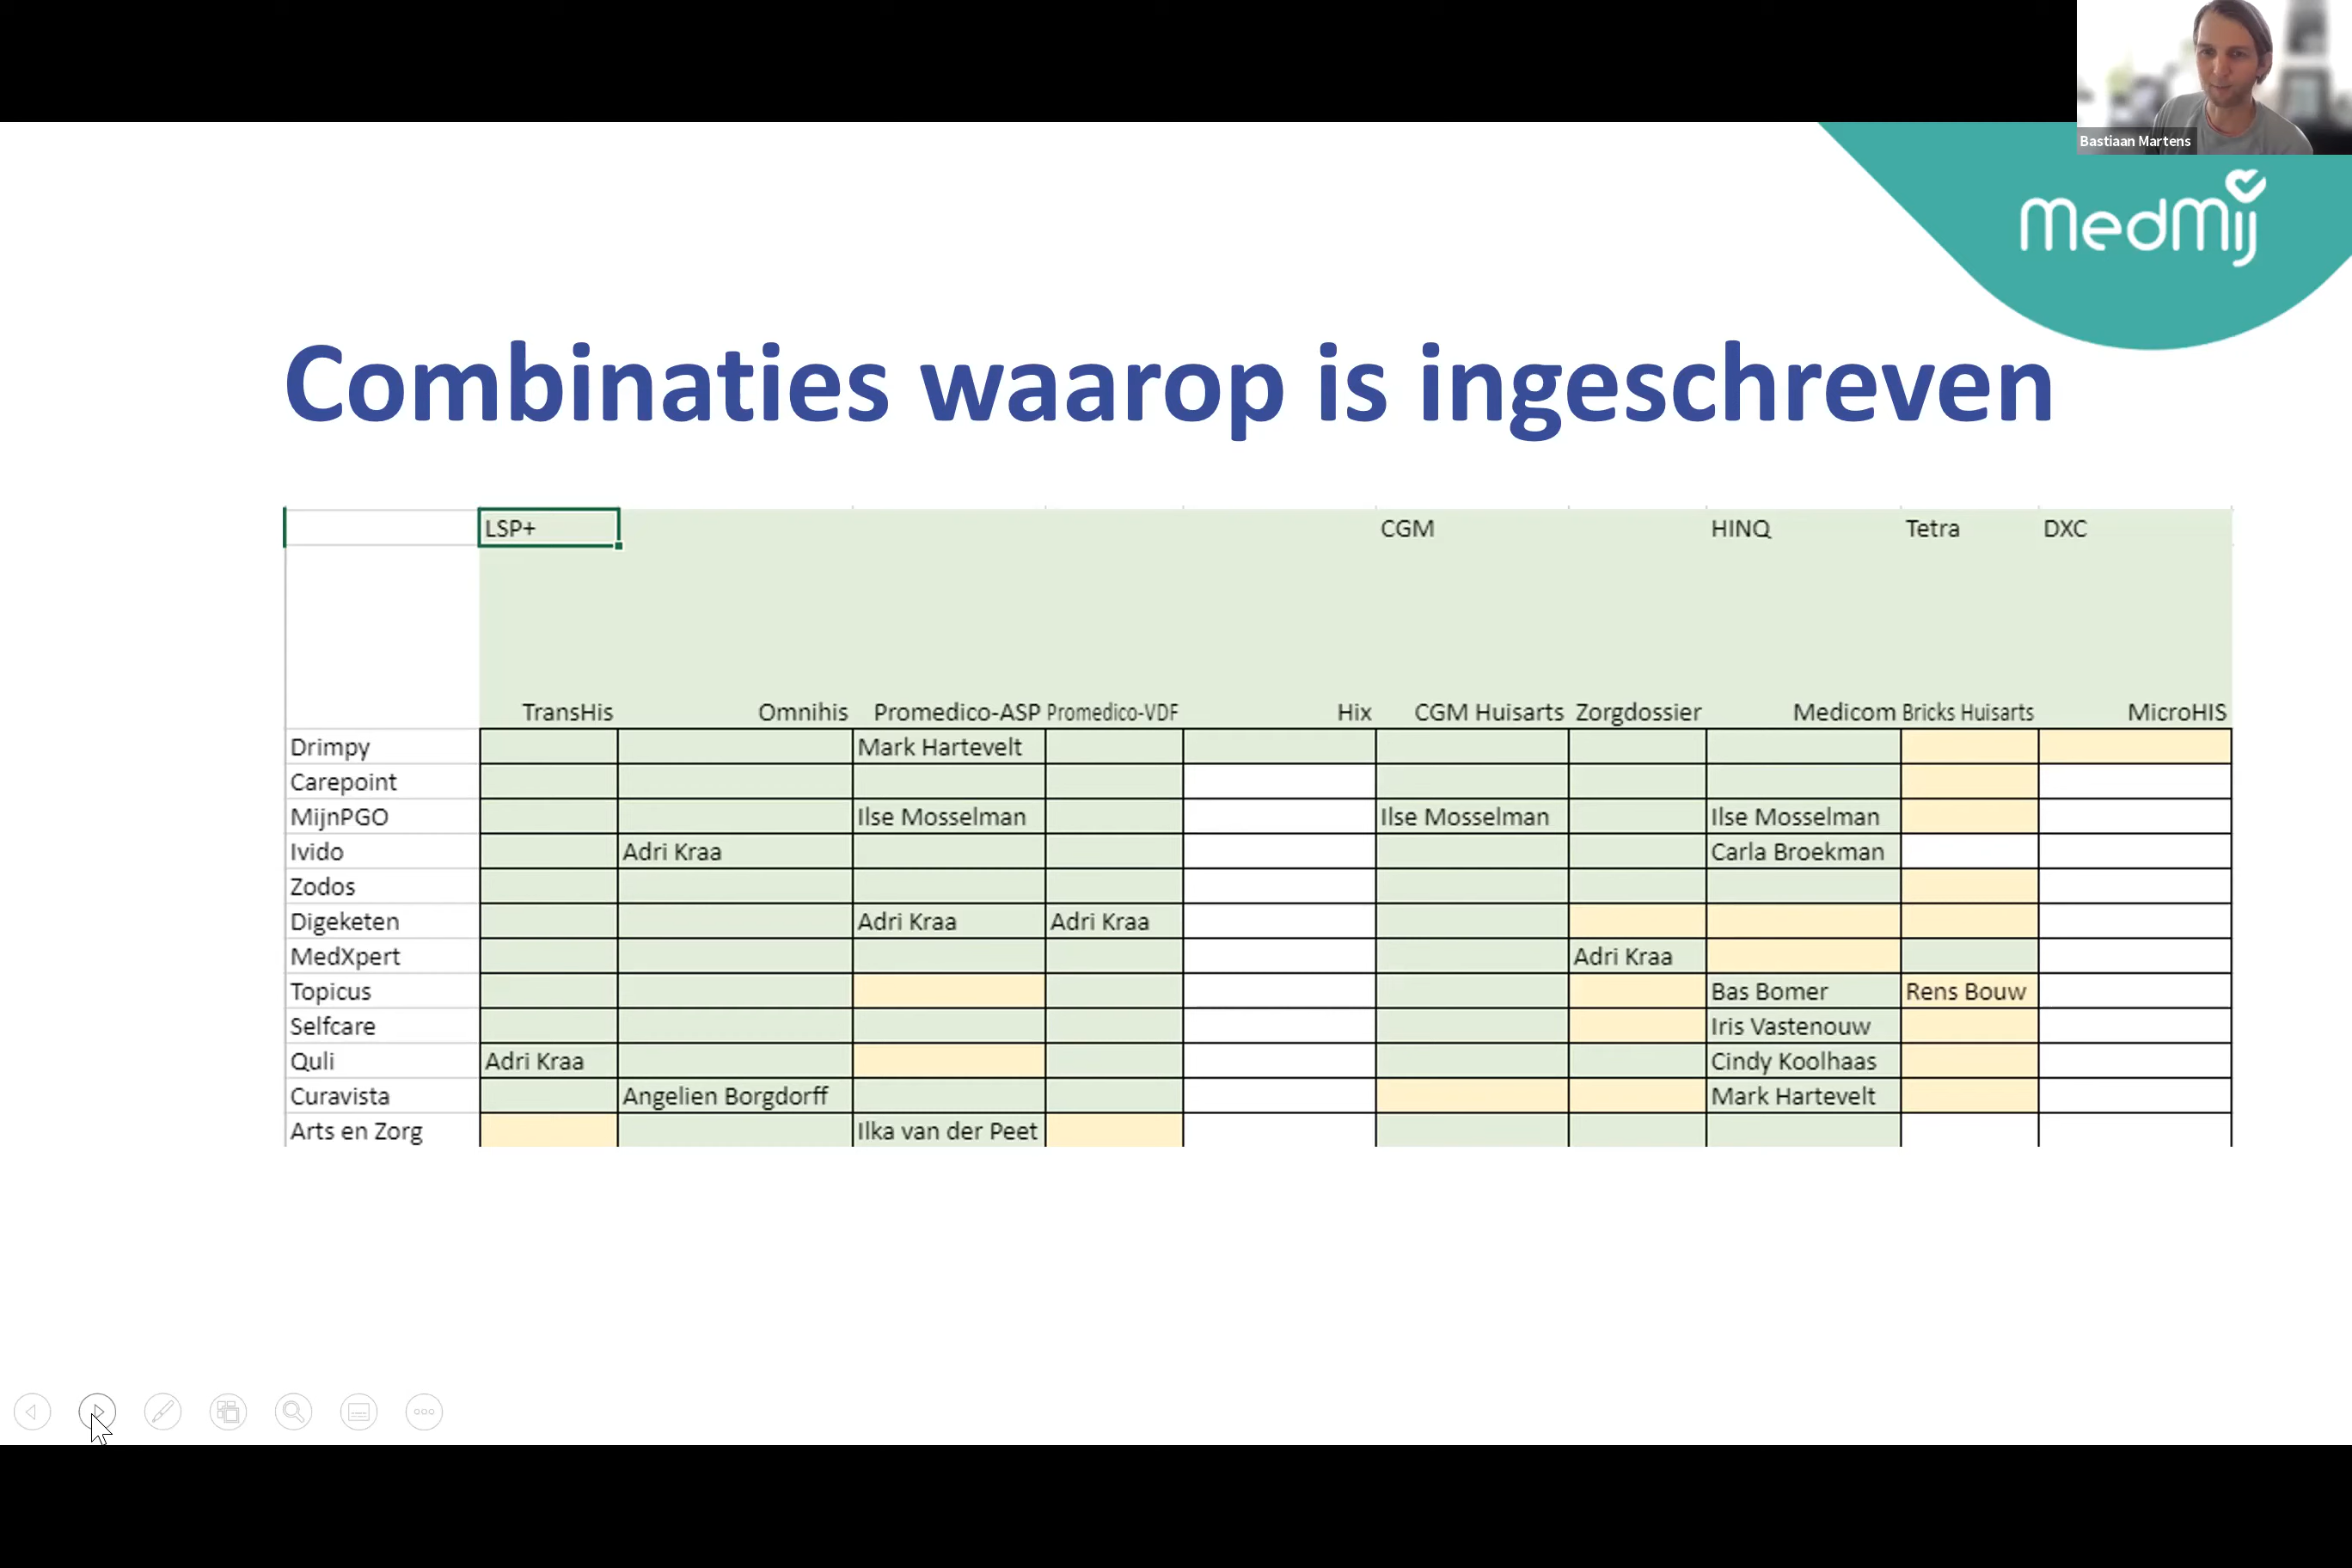 Bastiaan Martens
MedMij
Combinaties waarop is ingeschreven
LSP+ CGM HINQ Tetra DXC
TransHis Omnihis Promedico-ASP Promedico-VDF Hix CGM Huisarts Zorgdossier Medicom Bricks Huisarts MicroHIS
Drimpy Mark Hartevelt
Carepoint
MijnPGO Ilse Mosselman Ilse Mosselman Ilse Mosselman
Ivido Adri Kraa Carla Broekman
Zodos
Digeketen Adri Kraa Adri Kraa
MedXpert Adri Kraa
Topicus Bas Bomer Rens Bouw
Selfcare Iris Vastenouw
Quli Adri Kraa Cindy Koolhaas
Curavista Angelien Borgdorff Mark Hartevelt
Arts en Zorg Ilka van der Peet